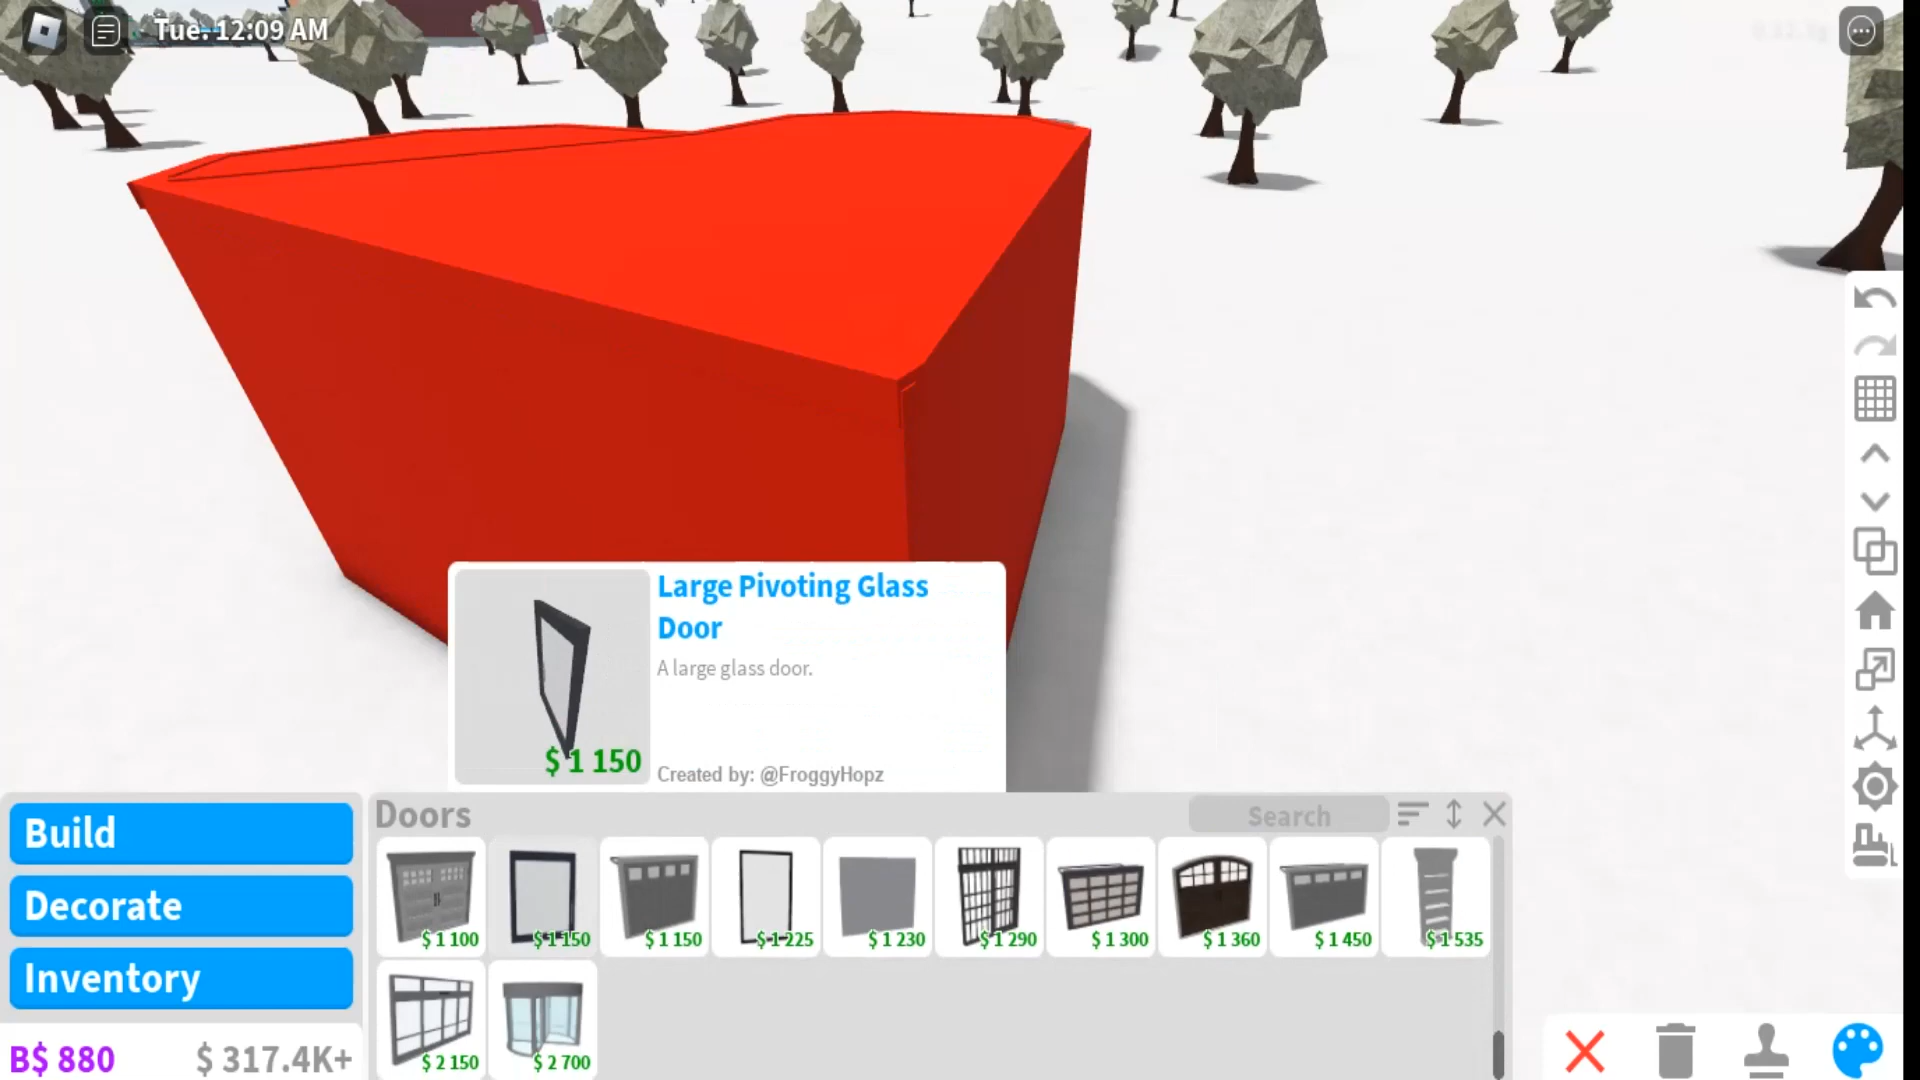 Tue. 12:09 AM
Large Pivoting Glass
Door
A large glass door.
$ 1 150
Created by: @FroggyHopz
Build
Decorate
Inventory
B$ 880
$ 317.4K+
Doors
Search
$ 1 100
$ 1 150
$ 1 150
$ 1 225
$ 1 230
$ 1 290
$ 1 300
$ 1 360
$ 1 450
$ 1 535
$ 2 150
$ 2 700